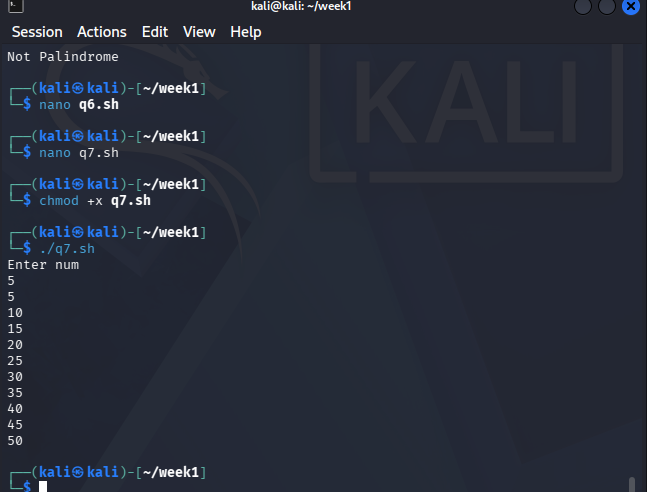 kali@kali: ~/week1
Session Actions Edit View Help
Not Palindrome
┌──(kali㉿kali)-[~/week1]
└─$ nano q6.sh
┌──(kali㉿kali)-[~/week1]
└─$ nano q7.sh
┌──(kali㉿kali)-[~/week1]
└─$ chmod +x q7.sh
┌──(kali㉿kali)-[~/week1]
└─$ ./q7.sh
Enter num
5
5
10
15
20
25
30
35
40
45
50
┌──(kali㉿kali)-[~/week1]
└─$
KALI